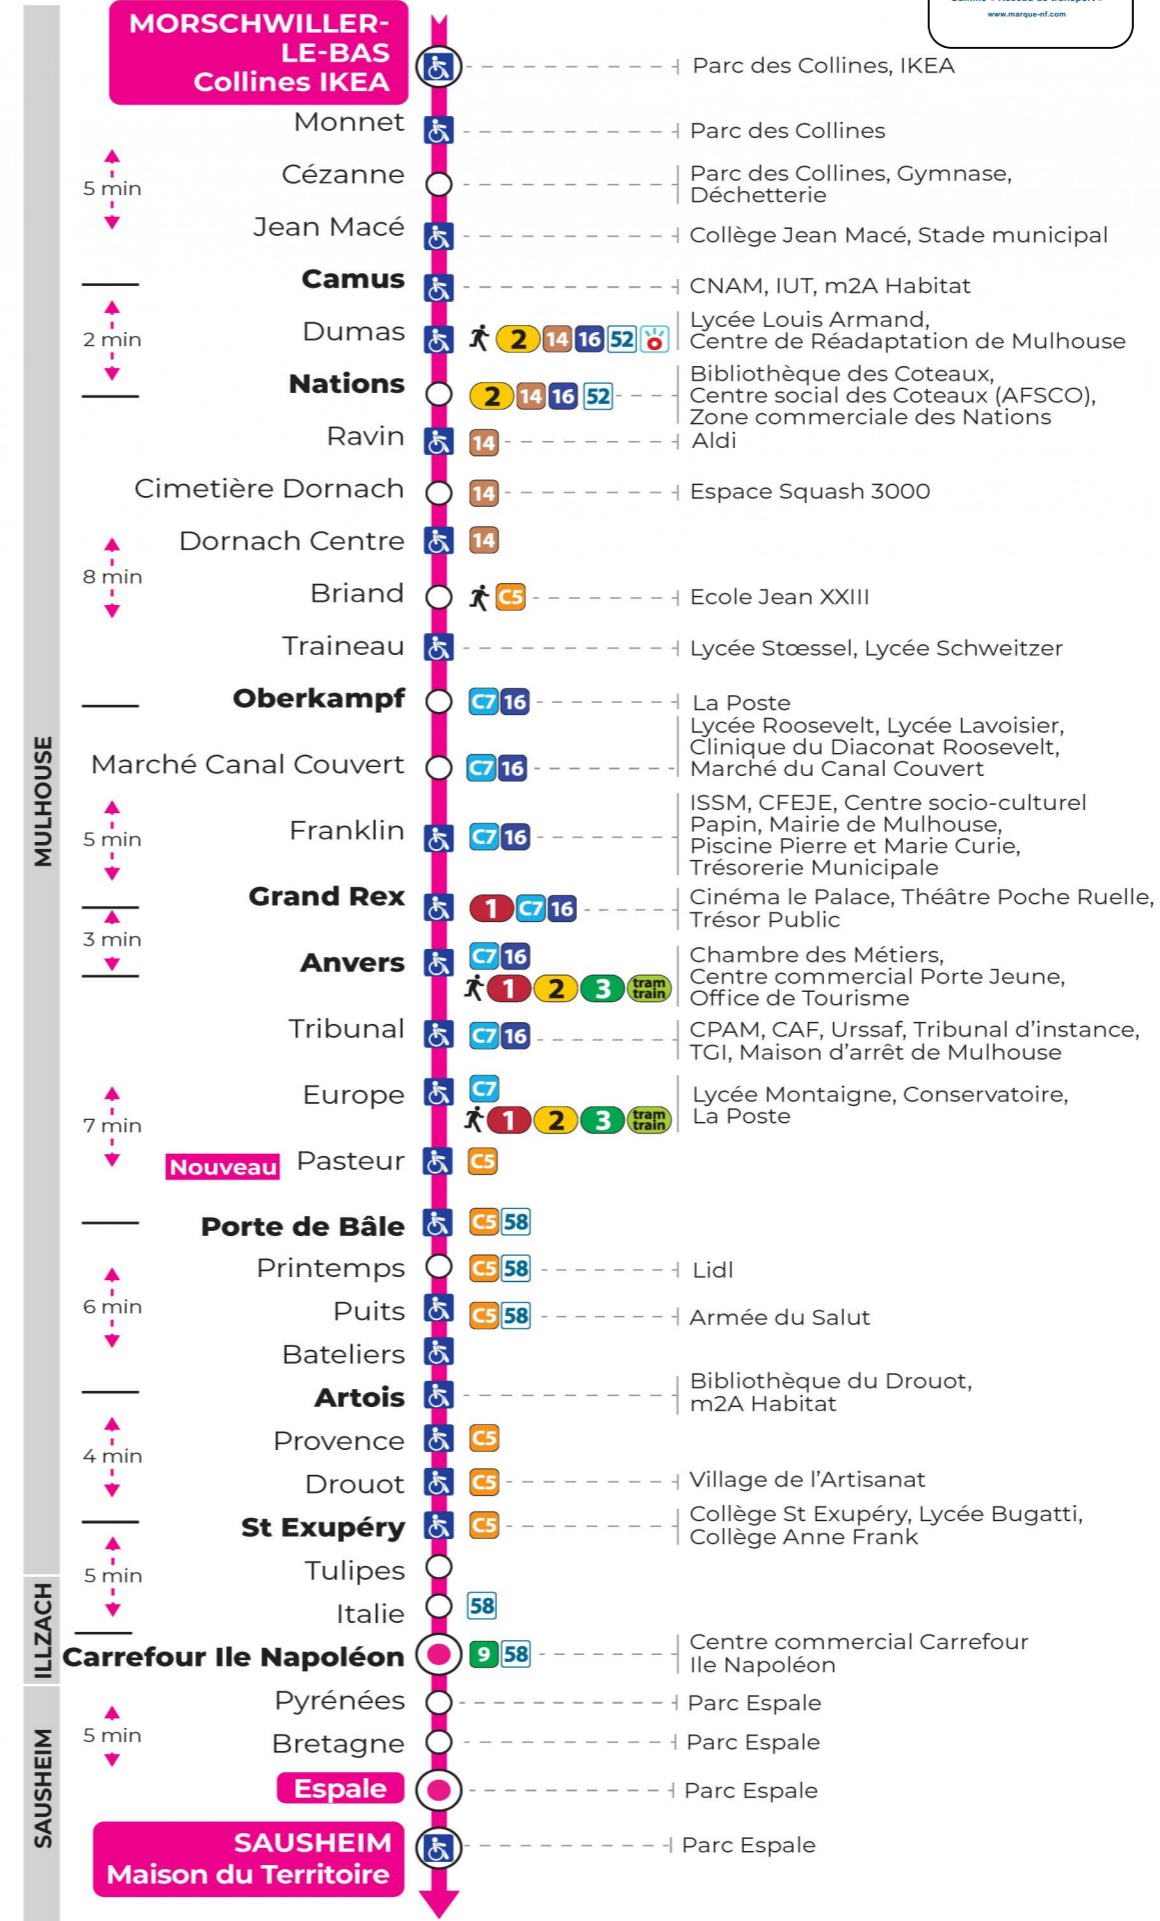 www.marque-nf.com
MORSCHWILLER-
LE-BAS
Collines IKEA
Parc des Collines, IKEA
Monnet
Parc des Collines
5 min
Cézanne
Parc des Collines, Gymnase,
Déchetterie
Jean Macé
Collège Jean Macé, Stade municipal
Camus
CNAM, IUT, m2A Habitat
2 min
Dumas
2 14 16 52
Lycée Louis Armand,
Centre de Réadaptation de Mulhouse
Nations
2 14 16 52
Bibliothèque des Coteaux,
Centre social des Coteaux (AFSCO),
Zone commerciale des Nations
Ravin
14
Aldi
Cimetière Dornach
14
Espace Squash 3000
Dornach Centre
14
8 min
Briand
C5
Ecole Jean XXIII
Traineau
Lycée Stœssel, Lycée Schweitzer
Oberkampf
C7 16
La Poste
MULHOUSE
Marché Canal Couvert
C7 16
Lycée Roosevelt, Lycée Lavoisier,
Clinique du Diaconat Roosevelt,
Marché du Canal Couvert
5 min
Franklin
C7 16
ISSM, CFEJE, Centre socio-culturel
Papin, Mairie de Mulhouse,
Piscine Pierre et Marie Curie,
Trésorerie Municipale
Grand Rex
1 C7 16
Cinéma le Palace, Théâtre Poche Ruelle,
Trésor Public
3 min
Anvers
C7 16
1 2 3 tram
train
Chambre des Métiers,
Centre commercial Porte Jeune,
Office de Tourisme
Tribunal
C7 16
CPAM, CAF, Urssaf, Tribunal d’instance,
TGI, Maison d’arrêt de Mulhouse
Europe
C7
1 2 3 tram
train
Lycée Montaigne, Conservatoire,
La Poste
7 min
Nouveau Pasteur
C5
Porte de Bâle
C5 58
Printemps
C5 58
Lidl
6 min
Puits
C5 58
Armée du Salut
Bateliers
Artois
Bibliothèque du Drouot,
m2A Habitat
4 min
Provence
C5
Drouot
C5
Village de l’Artisanat
St Exupéry
C5
Collège St Exupéry, Lycée Bugatti,
Collège Anne Frank
5 min
Tulipes
ILLZACH
Italie
58
Carrefour Ile Napoléon
9 58
Centre commercial Carrefour
Ile Napoléon
Pyrénées
Parc Espale
5 min
Bretagne
Parc Espale
SAUSHEIM
Espale
Parc Espale
SAUSHEIM
Maison du Territoire
Parc Espale